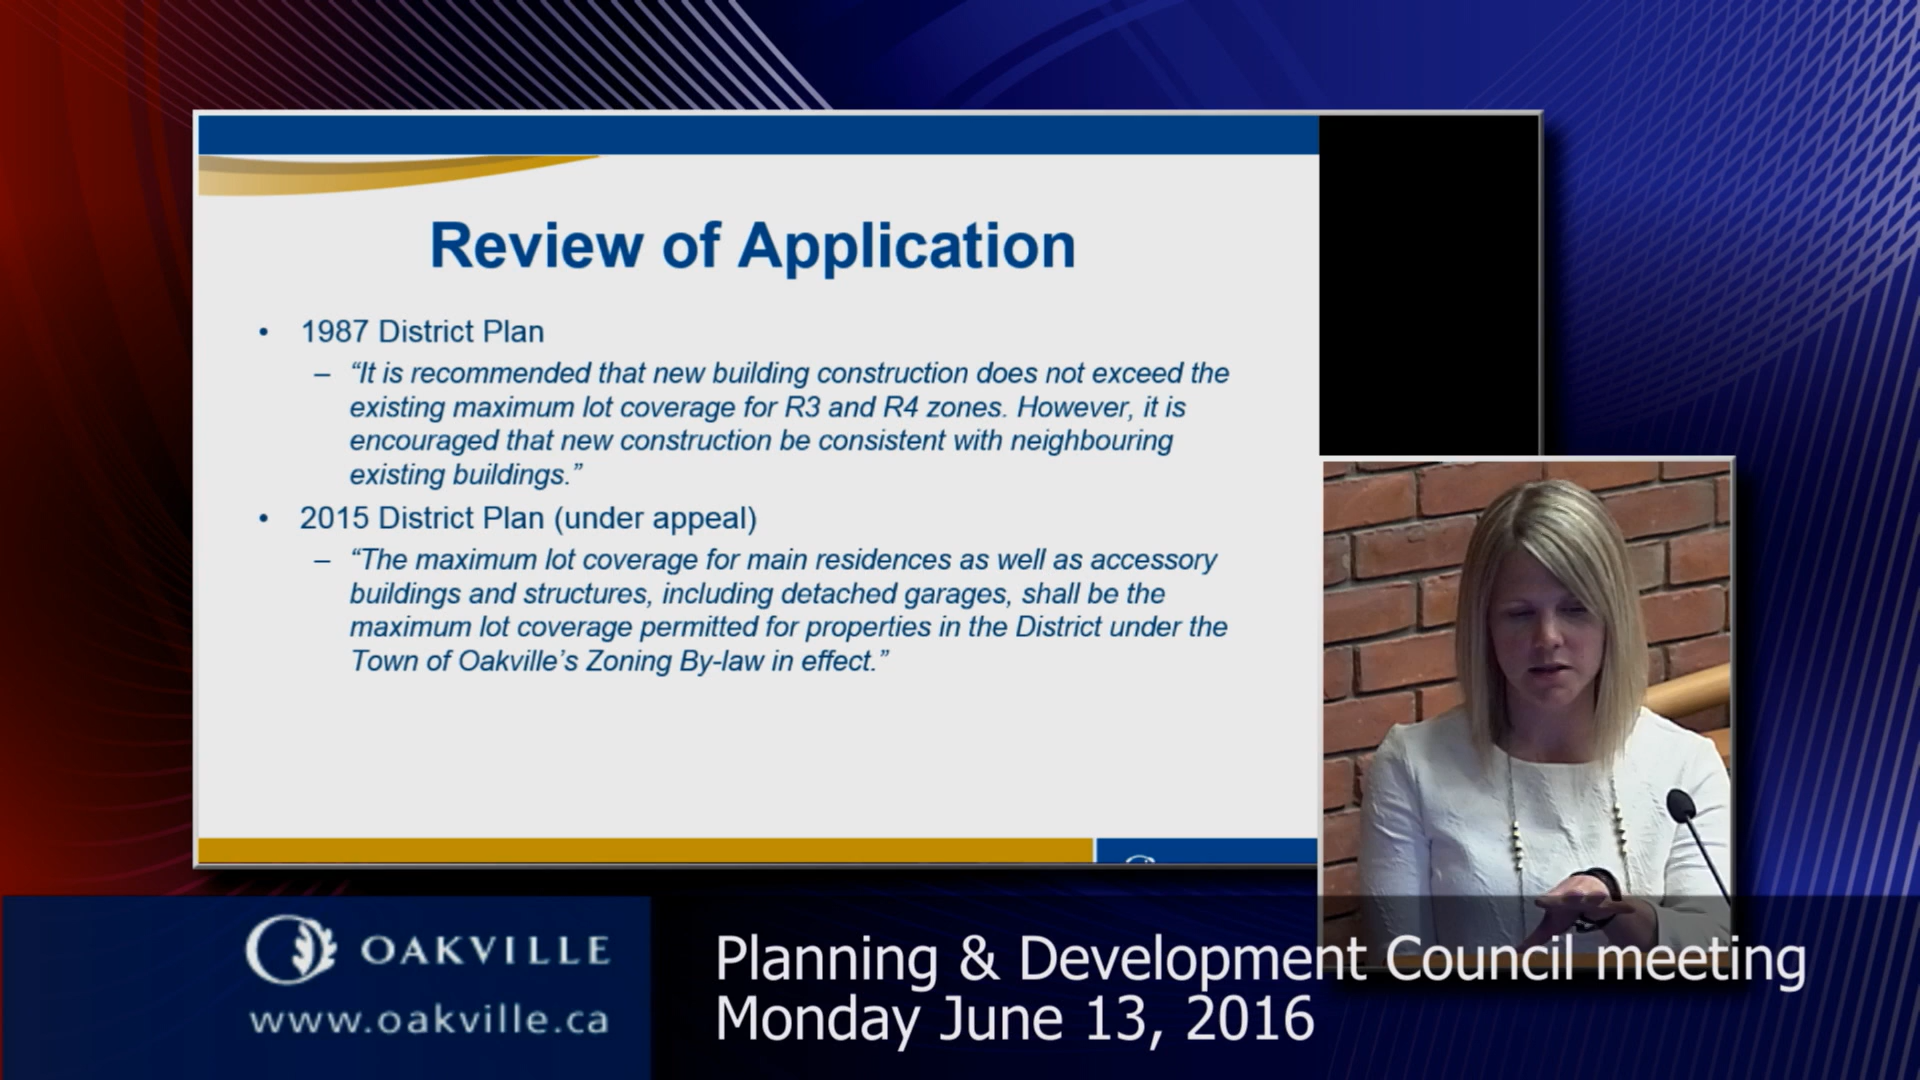 Review of Application
• 1987 District Plan
– “It is recommended that new building construction does not exceed the
existing maximum lot coverage for R3 and R4 zones. However, it is
encouraged that new construction be consistent with neighbouring
existing buildings.”
• 2015 District Plan (under appeal)
– “The maximum lot coverage for main residences as well as accessory
buildings and structures, including detached garages, shall be the
maximum lot coverage permitted for properties in the District under the
Town of Oakville’s Zoning By-law in effect.”
OAKVILLE
www.oakville.ca
Planning & Development Council meeting
Monday June 13, 2016